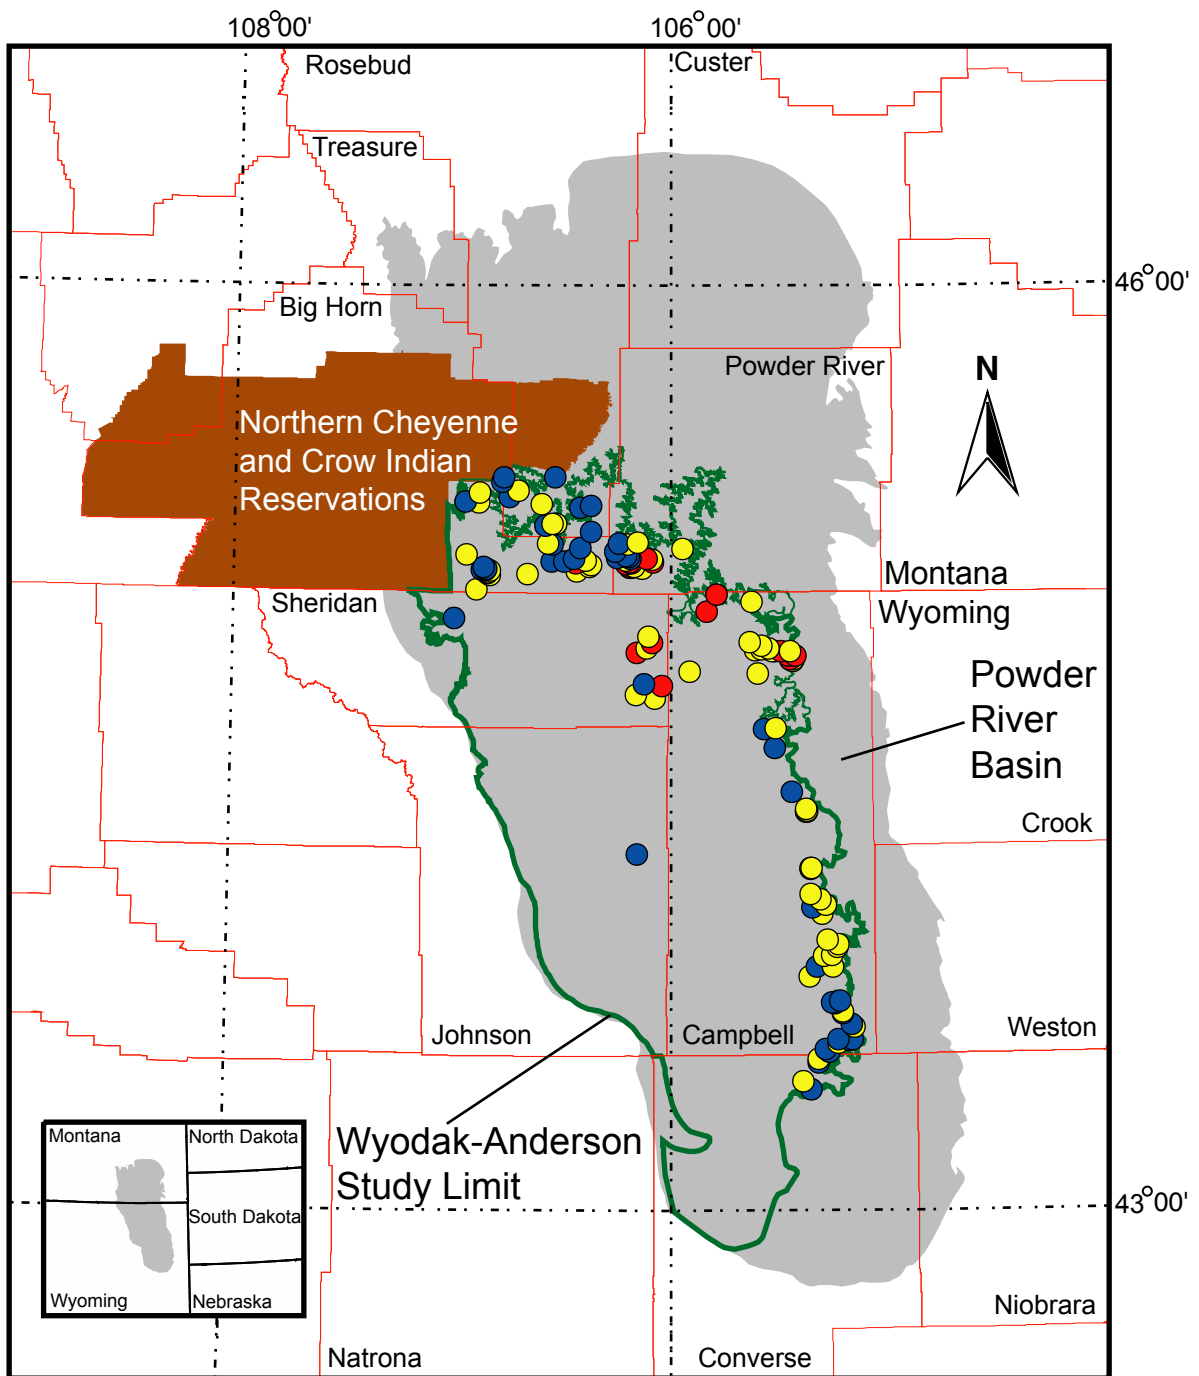 108°00'
106°00'
Rosebud
Custer
Treasure
46°00'
Big Horn
Powder River
N
Northern Cheyenne
and Crow Indian
Reservations
Montana
Sheridan
Wyoming
Powder
River
Basin
Crook
Johnson
Campbell
Weston
Wyodak-Anderson
Study Limit
Montana
North Dakota
South Dakota
43°00'
Wyoming
Nebraska
Niobrara
Natrona
Converse